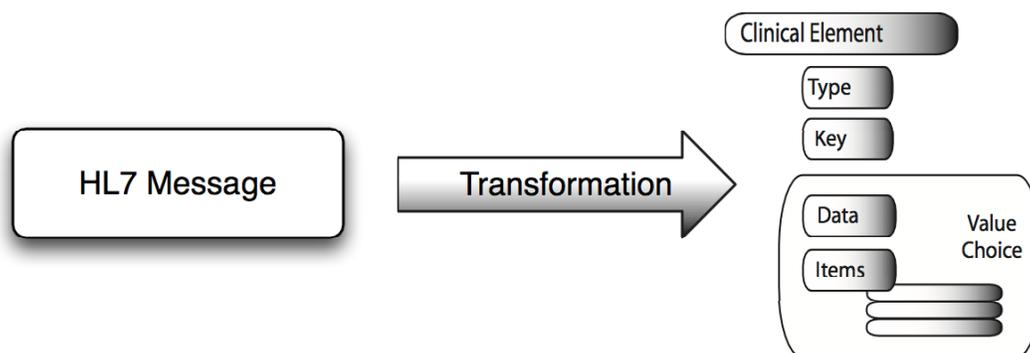 HL7 Message
Transformation
Clinical Element
Type
Key
Data
Items
Value
Choice